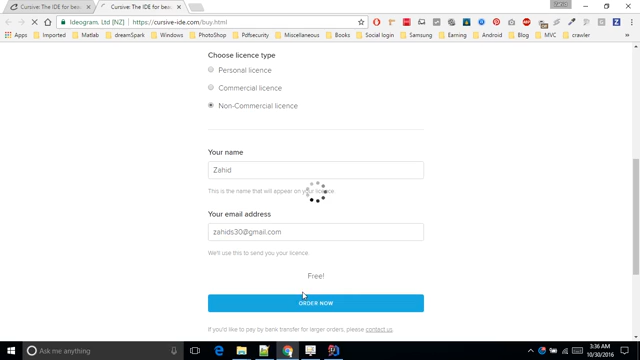 Cursive: The IDE for bea
Cursive: The IDE for bea
Ideogram, Ltd [NZ] https://cursive-ide.com/buy.html
Apps Imported Matlab dreamSpark Windows PhotoShop Pdfsecurity Miscellaneous Books Social login Samsung Earning Android Blog MVC crawler
Choose licence type
Personal licence
Commercial licence
Non-Commercial licence
Your name
Zahid
This is the name that will appear on your licence.
Your email address
zahids30@gmail.com
We'll use this to send you your licence.
Free!
ORDER NOW
If you'd like to pay by bank transfer for larger orders, please contact us.
Ask me anything
3:36 AM
10/30/2016